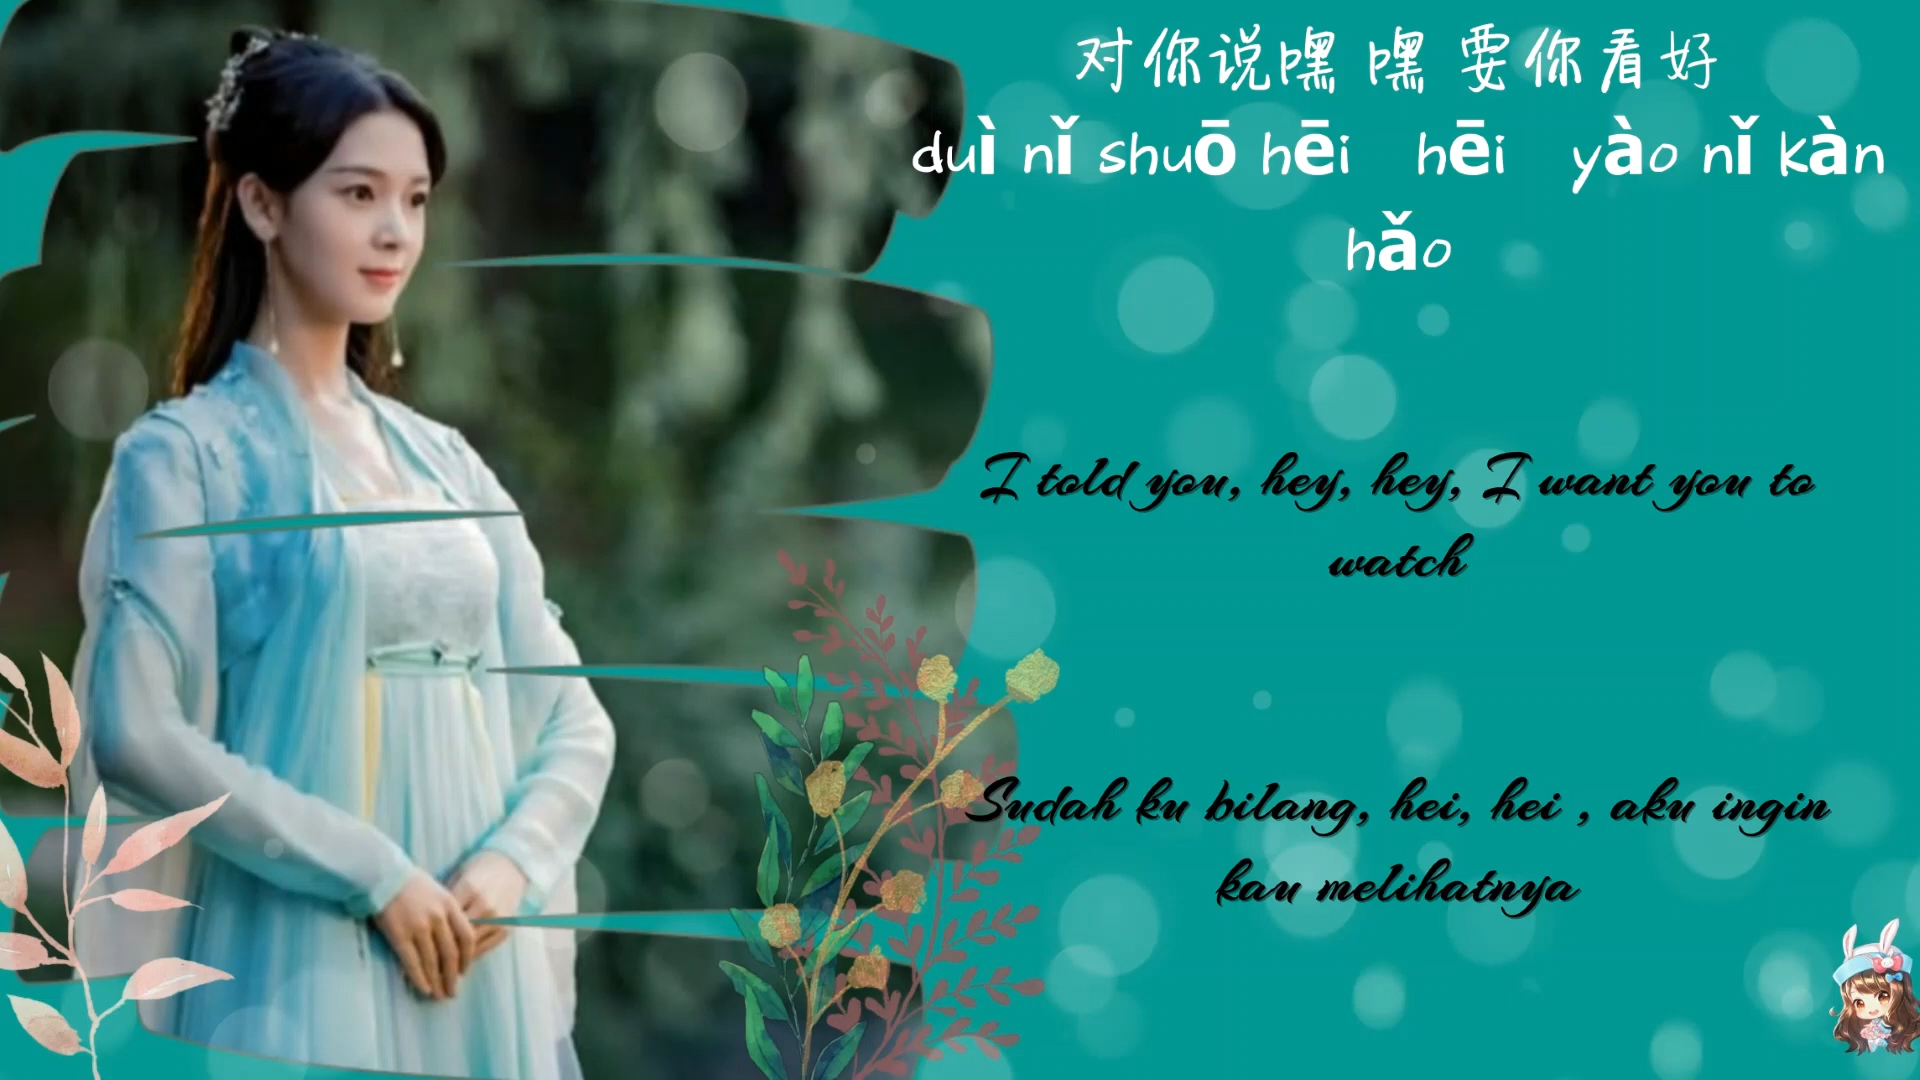 对你说嘿 嘿 要你看好
duì nǐ shuō hēi hēi yào nǐ kàn
hǎo
I told you, hey, hey, I want you to
watch
Sudah ku bilang, hei, hei , aku ingin
kau melihatnya